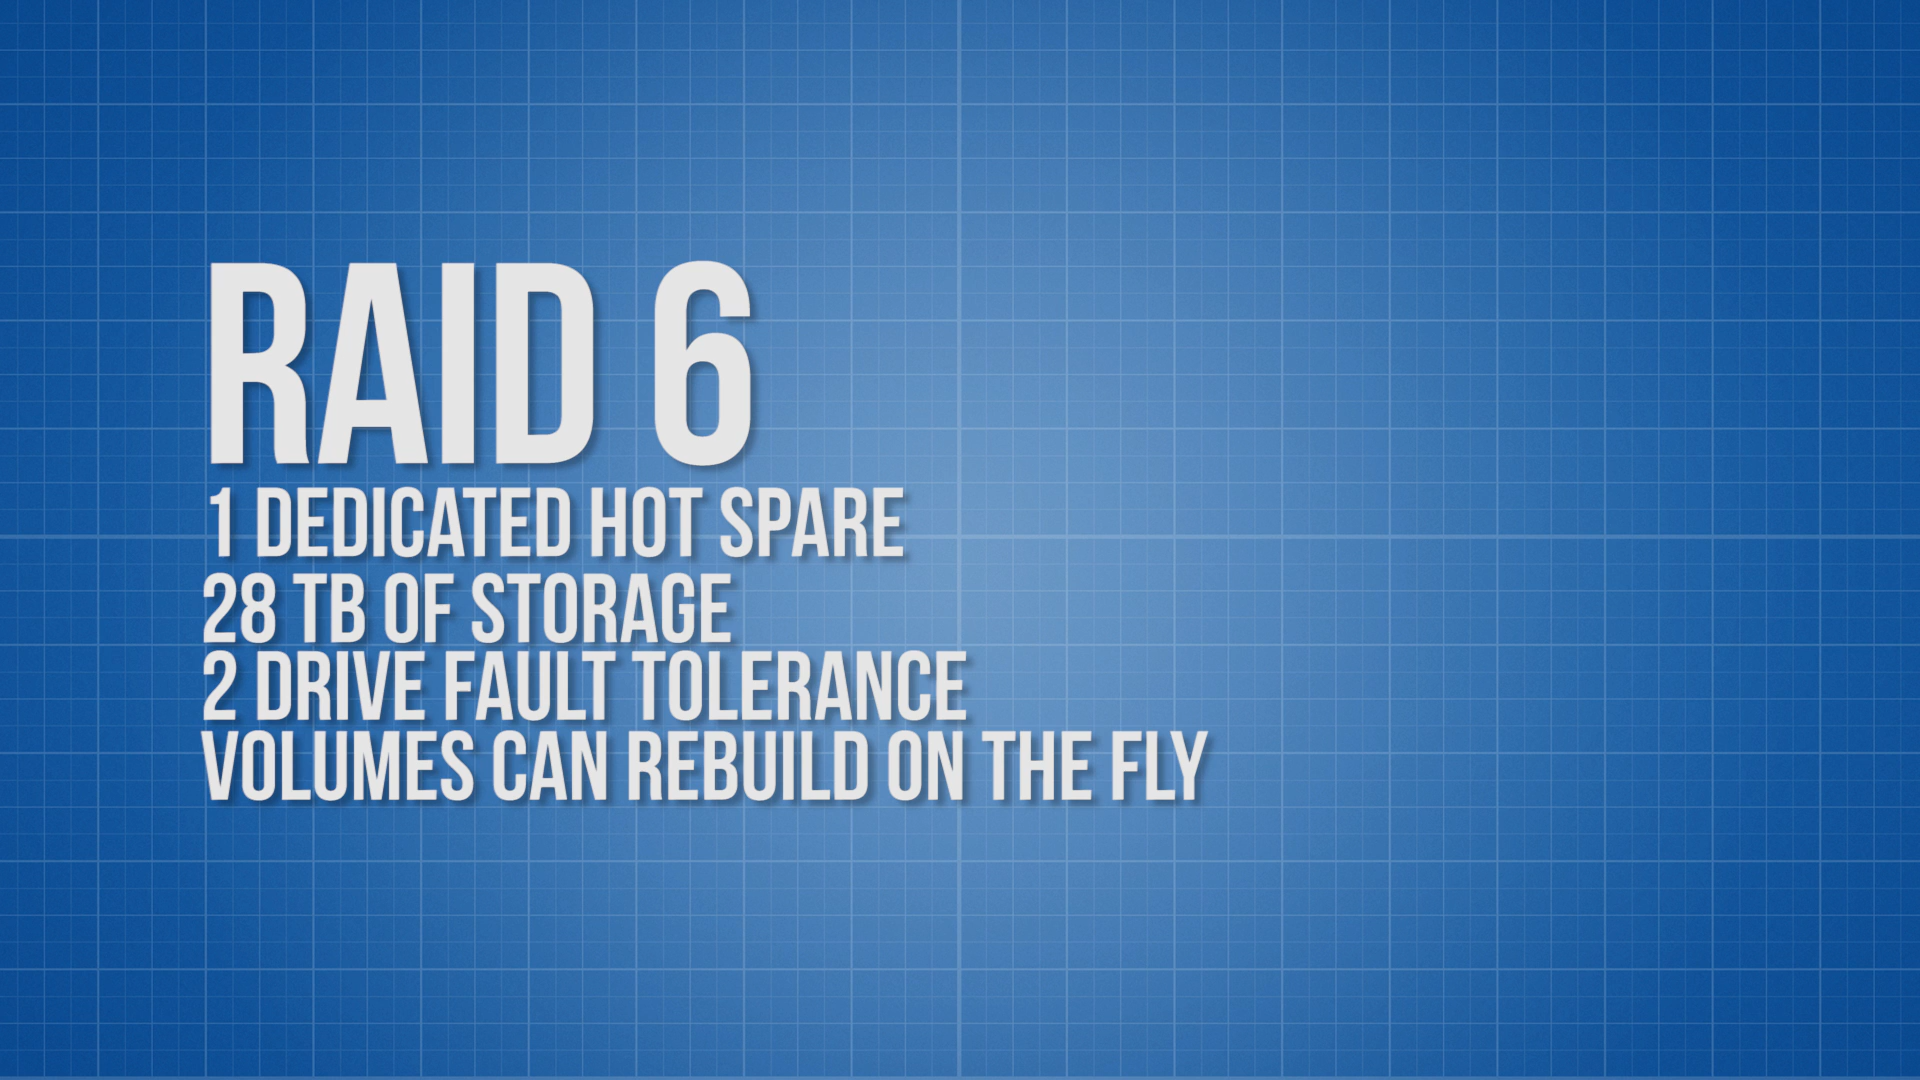 RAID 6
1 DEDICATED HOT SPARE
28 TB OF STORAGE
2 DRIVE FAULT TOLERANCE
VOLUMES CAN REBUILD ON THE FLY